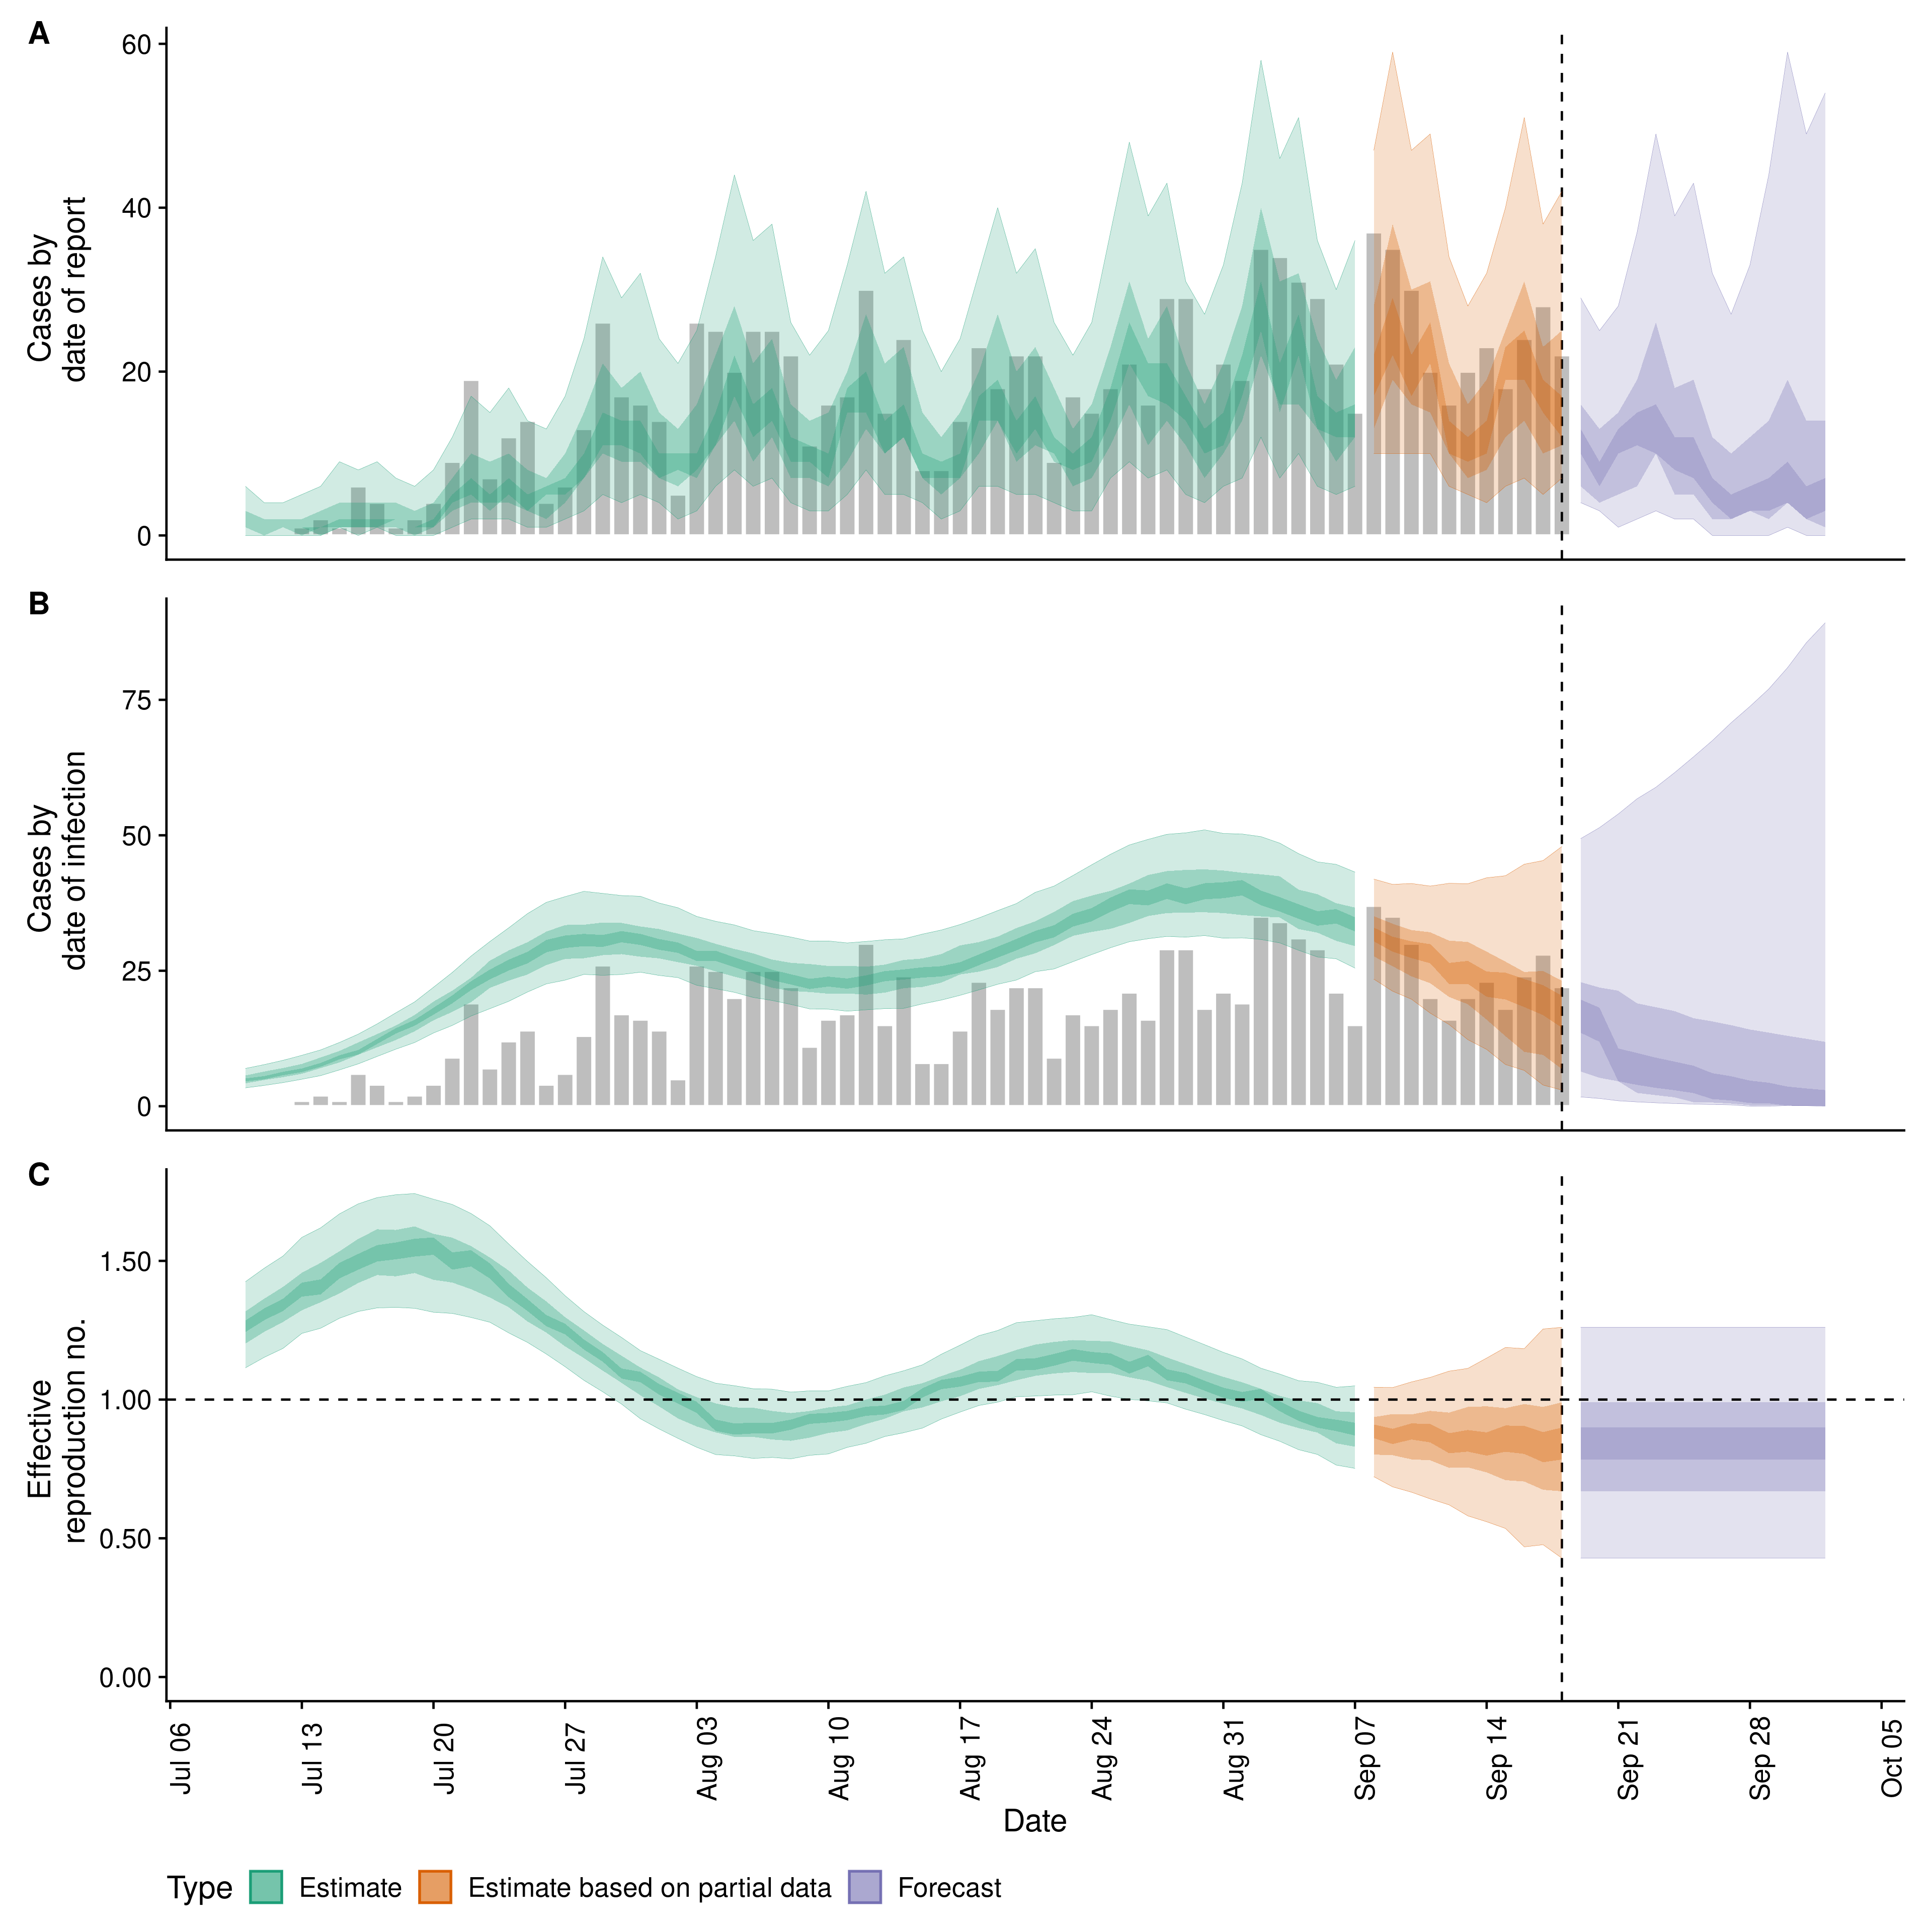 A
60
40
20
0
Cases by
date of report
B
75
50
25
0
Cases by
date of infection
C
1.50
1.00
0.50
0.00
Effective
reproduction no.
Jul 06
Jul 13
Jul 20
Jul 27
Aug 03
Aug 10
Aug 17
Aug 24
Aug 31
Sep 07
Sep 14
Sep 21
Sep 28
Oct 05
Date
Type Estimate Estimate based on partial data Forecast